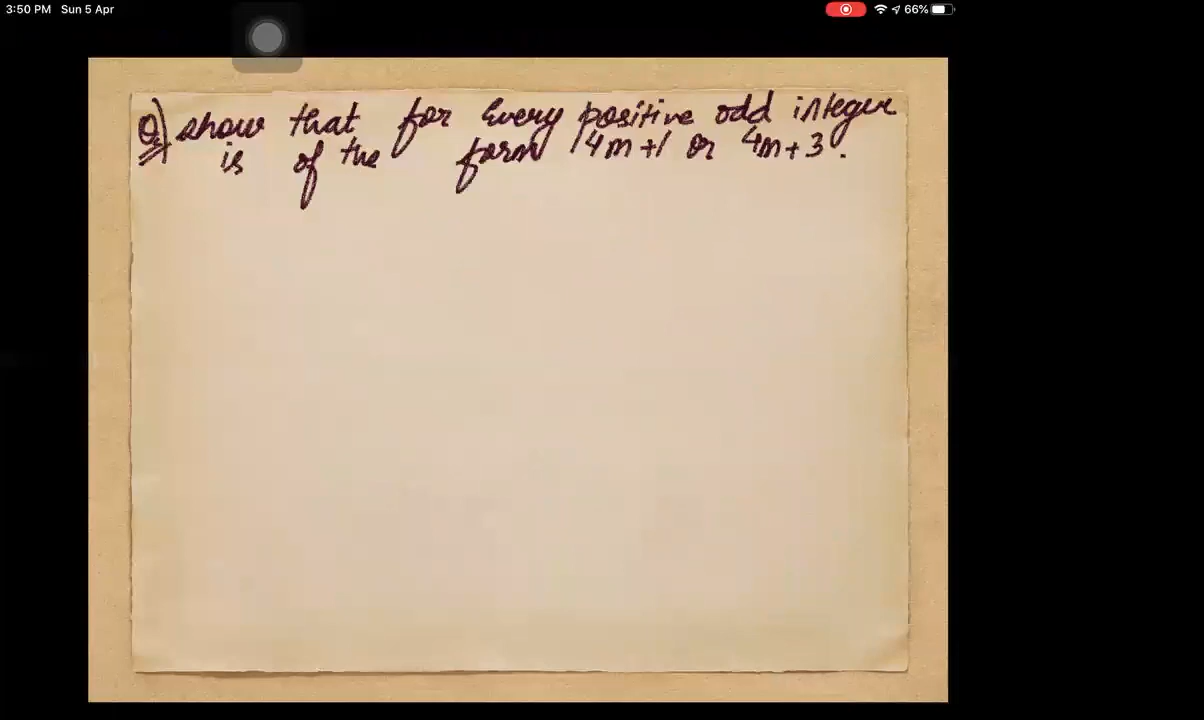 3:50 PM Sun 5 Apr 66%
Q) show that for Every positive odd integer
is of the form 4m+1 or 4m+3.